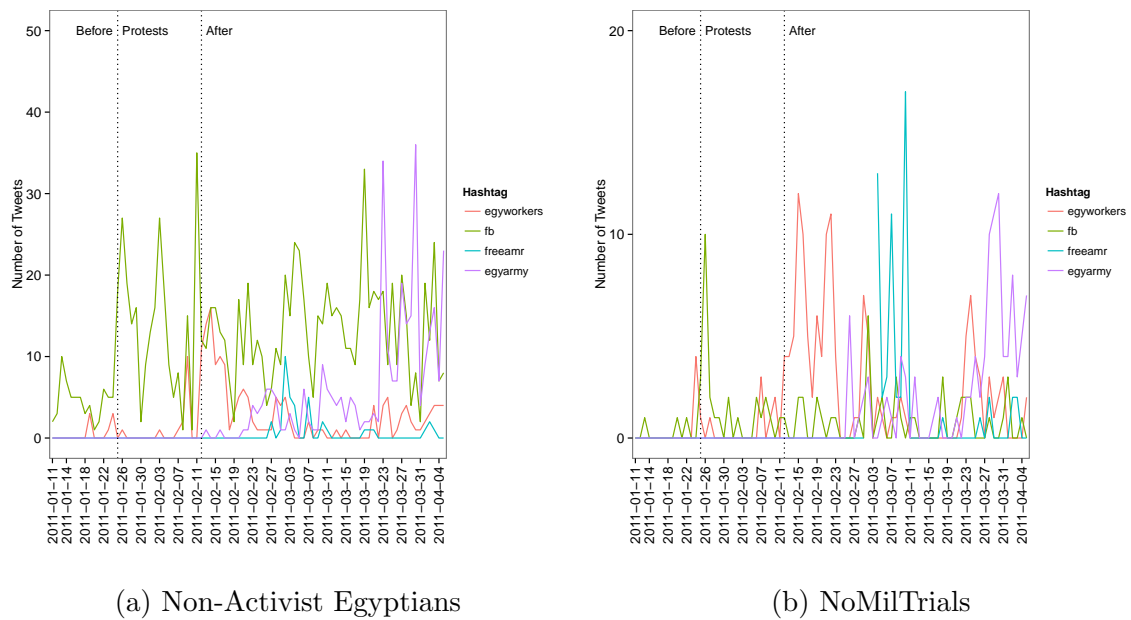 50
40
30
20
10
0
Number of Tweets
Before
Protests
After
2011−01−11
2011−01−14
2011−01−18
2011−01−22
2011−01−26
2011−01−30
2011−02−03
2011−02−07
2011−02−11
2011−02−15
2011−02−19
2011−02−23
2011−02−27
2011−03−03
2011−03−07
2011−03−11
2011−03−15
2011−03−19
2011−03−23
2011−03−27
2011−03−31
2011−04−04
Hashtag
egyworkers
fb
freeamr
egyarmy
(a) Non-Activist Egyptians
20
10
0
Number of Tweets
Before
Protests
After
2011−01−11
2011−01−14
2011−01−18
2011−01−22
2011−01−26
2011−01−30
2011−02−03
2011−02−07
2011−02−11
2011−02−15
2011−02−19
2011−02−23
2011−02−27
2011−03−03
2011−03−07
2011−03−11
2011−03−15
2011−03−19
2011−03−23
2011−03−27
2011−03−31
2011−04−04
Hashtag
egyworkers
fb
freeamr
egyarmy
(b) NoMilTrials